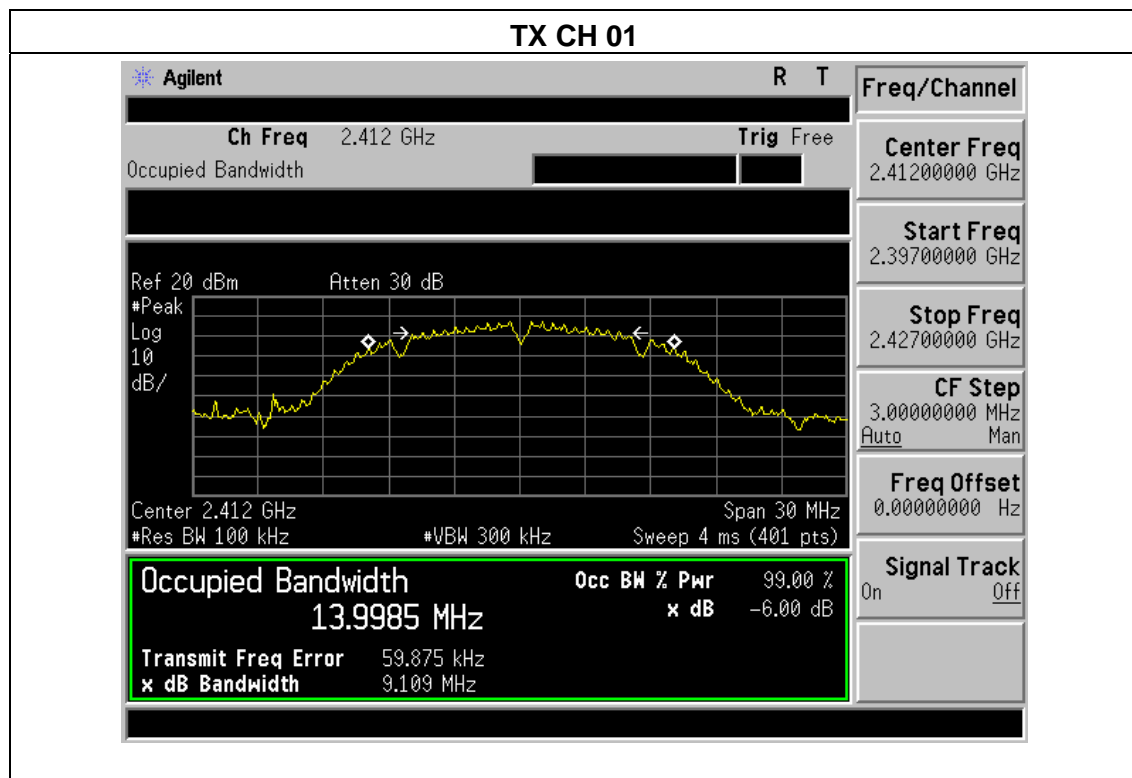 TX CH 01
Agilent
R T
Freq/Channel
Ch Freq 2.412 GHz
Trig Free
Occupied Bandwidth
Center Freq
2.41200000 GHz
Start Freq
2.39700000 GHz
Stop Freq
2.42700000 GHz
CF Step
3.00000000 MHz
Auto Man
Freq Offset
0.00000000 Hz
Signal Track
On Off
Ref 20 dBm
Atten 30 dB
#Peak
Log
10
dB/
Center 2.412 GHz
Span 30 MHz
#Res BW 100 kHz
#VBW 300 kHz
Sweep 4 ms (401 pts)
Occupied Bandwidth
13.9985 MHz
Occ BW % Pwr 99.00 %
x dB -6.00 dB
Transmit Freq Error 59.875 kHz
x dB Bandwidth 9.109 MHz